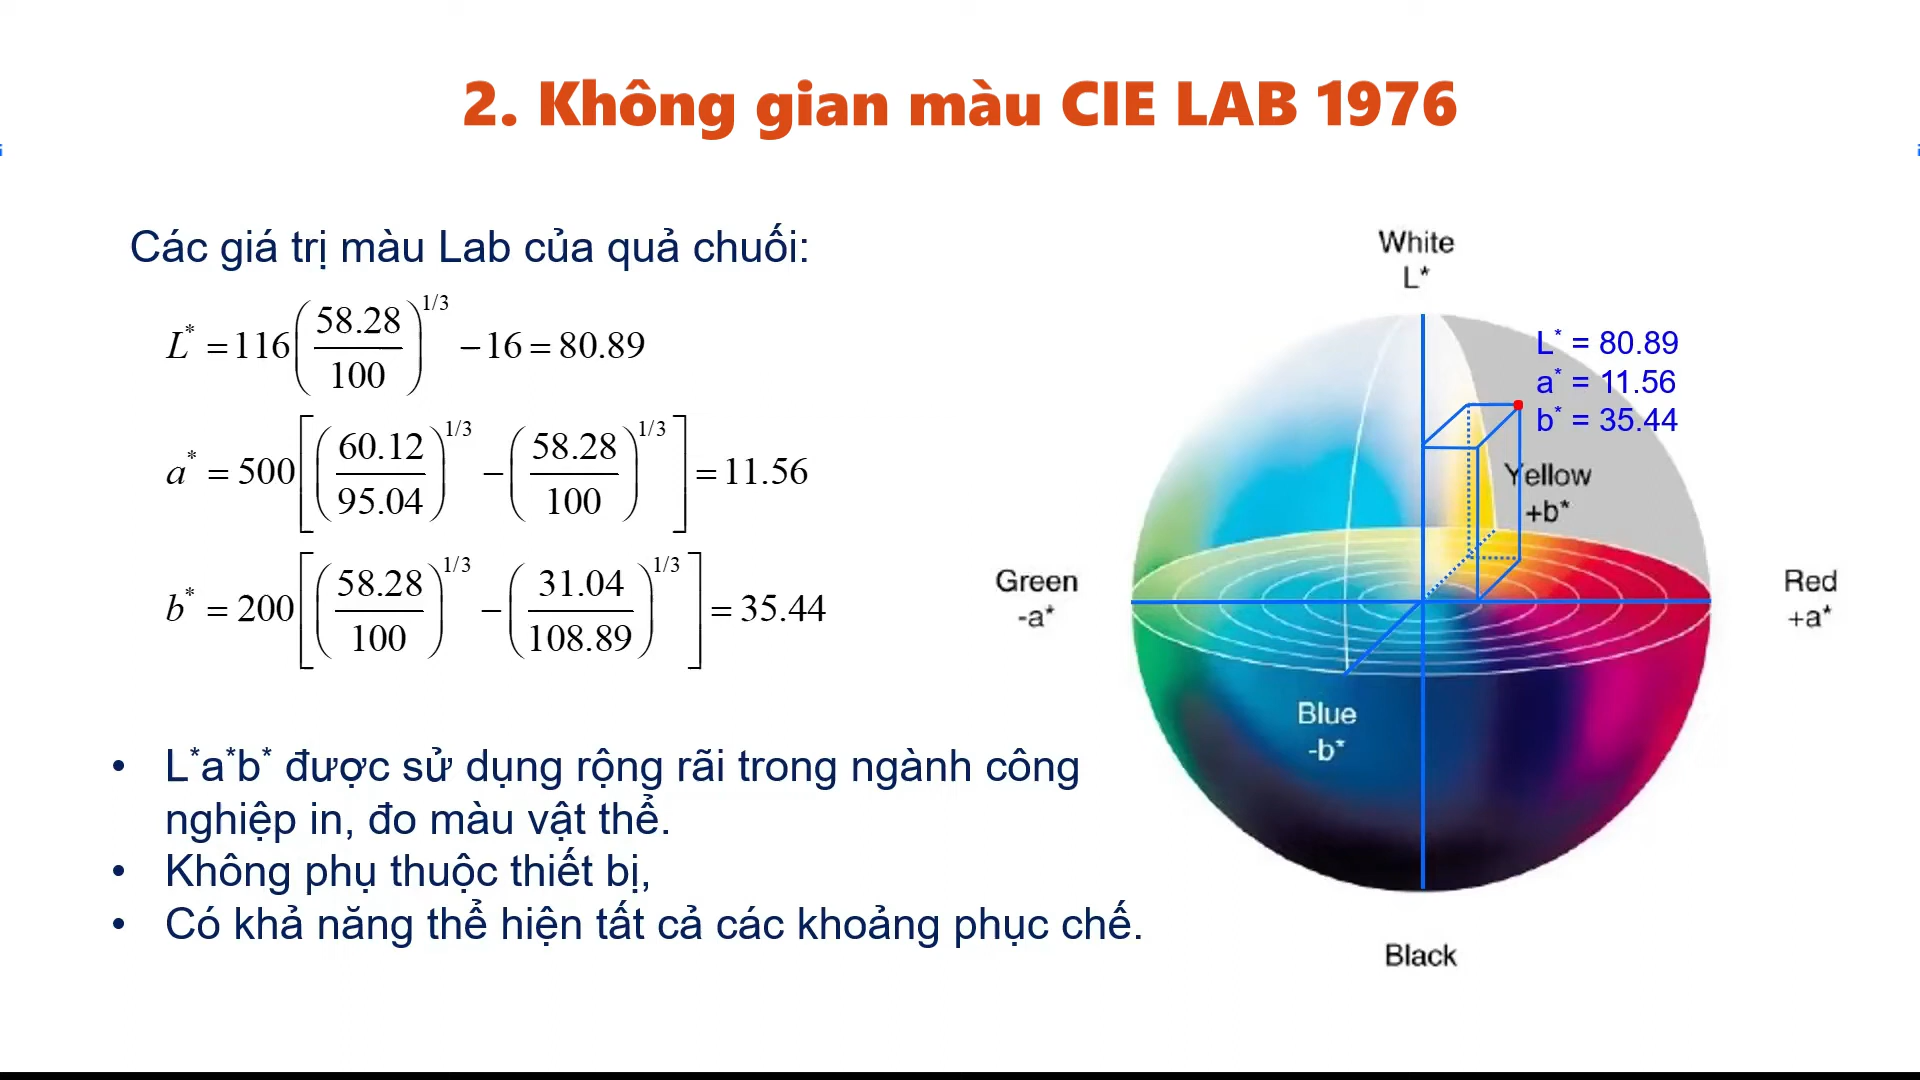 2. Không gian màu CIE LAB 1976
Các giá trị màu Lab của quả chuối:
L* = 116(58.28/100)^1/3 − 16 = 80.89
a* = 500[(60.12/95.04)^1/3 − (58.28/100)^1/3] = 11.56
b* = 200[(58.28/100)^1/3 − (31.04/108.89)^1/3] = 35.44
• L*a*b* được sử dụng rộng rãi trong ngành công
nghiệp in, đo màu vật thể.
• Không phụ thuộc thiết bị,
• Có khả năng thể hiện tất cả các khoảng phục chế.
White
L*
L* = 80.89
a* = 11.56
b* = 35.44
Yellow
+b*
Green
-a*
Red
+a*
Blue
-b*
Black